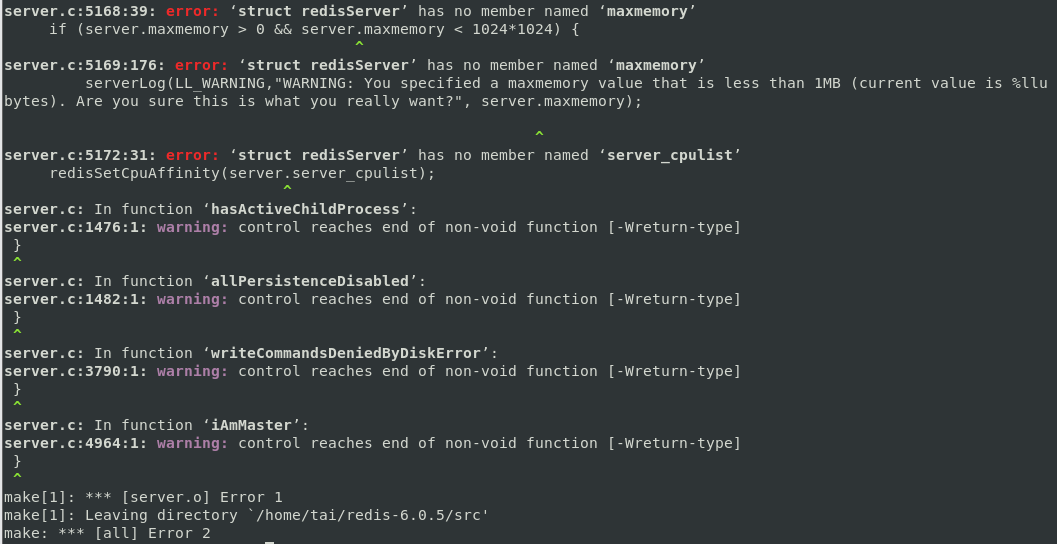 server.c:5168:39: error: ‘struct redisServer’ has no member named ‘maxmemory’
     if (server.maxmemory > 0 && server.maxmemory < 1024*1024) {
                                       ^
server.c:5169:176: error: ‘struct redisServer’ has no member named ‘maxmemory’
         serverLog(LL_WARNING,"WARNING: You specified a maxmemory value that is less than 1MB (current value is %llu
bytes). Are you sure this is what you really want?", server.maxmemory);
                                                           ^
server.c:5172:31: error: ‘struct redisServer’ has no member named ‘server_cpulist’
     redisSetCpuAffinity(server.server_cpulist);
                               ^
server.c: In function ‘hasActiveChildProcess’:
server.c:1476:1: warning: control reaches end of non-void function [-Wreturn-type]
 }
 ^
server.c: In function ‘allPersistenceDisabled’:
server.c:1482:1: warning: control reaches end of non-void function [-Wreturn-type]
 }
 ^
server.c: In function ‘writeCommandsDeniedByDiskError’:
server.c:3790:1: warning: control reaches end of non-void function [-Wreturn-type]
 }
 ^
server.c: In function ‘iAmMaster’:
server.c:4964:1: warning: control reaches end of non-void function [-Wreturn-type]
 }
 ^
make[1]: *** [server.o] Error 1
make[1]: Leaving directory `/home/tai/redis-6.0.5/src'
make: *** [all] Error 2